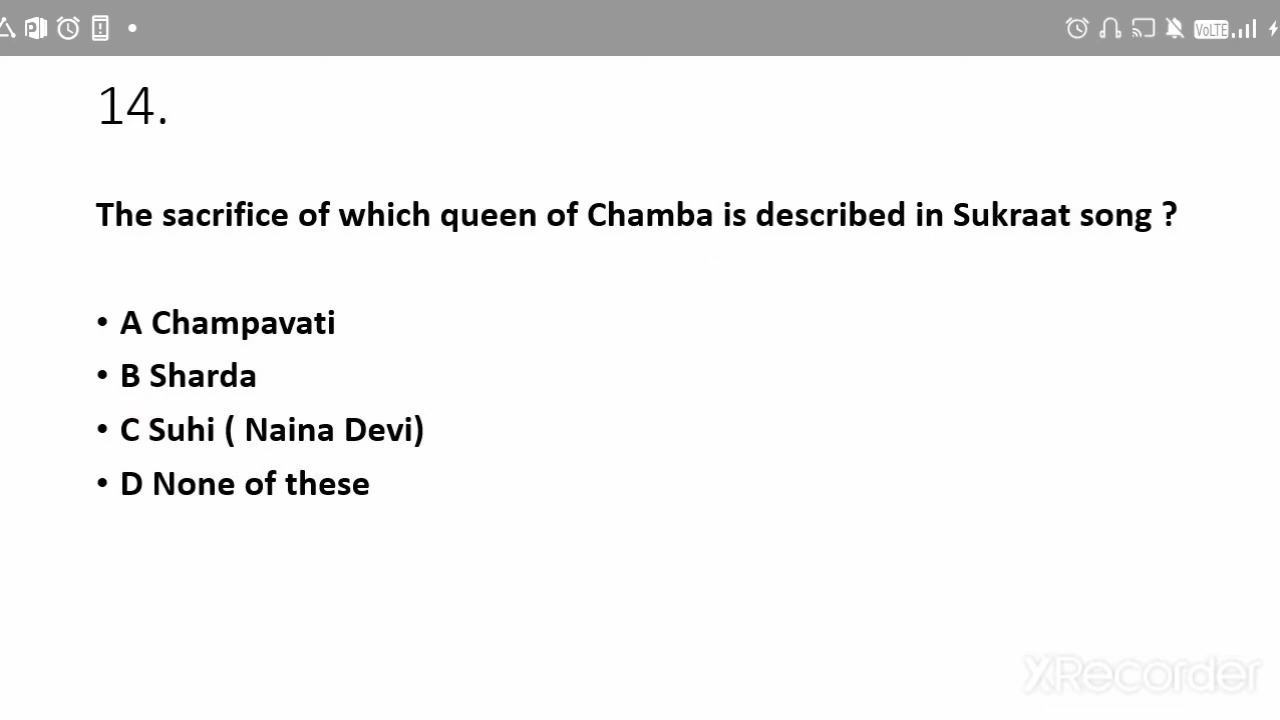 VoLTE
14.
The sacrifice of which queen of Chamba is described in Sukraat song ?
• A Champavati
• B Sharda
• C Suhi ( Naina Devi)
• D None of these
XRecorder